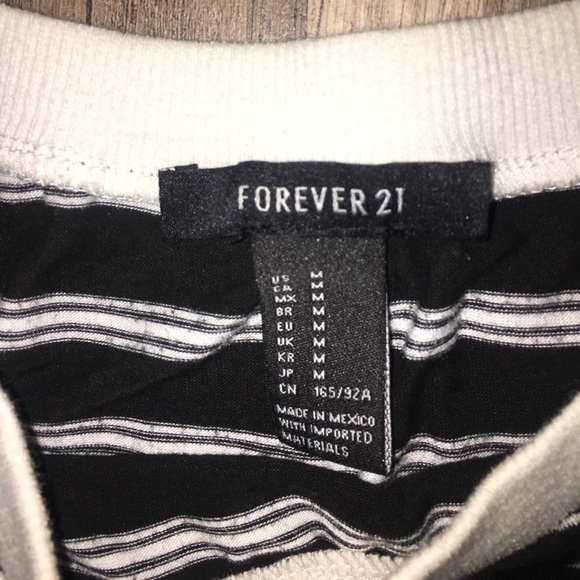 FOREVER 21
US M
CA M
MX M
BR M
EU M
UK M
KR M
JP M
CN 165/92A
MADE IN MEXICO
WITH IMPORTED
MATERIALS